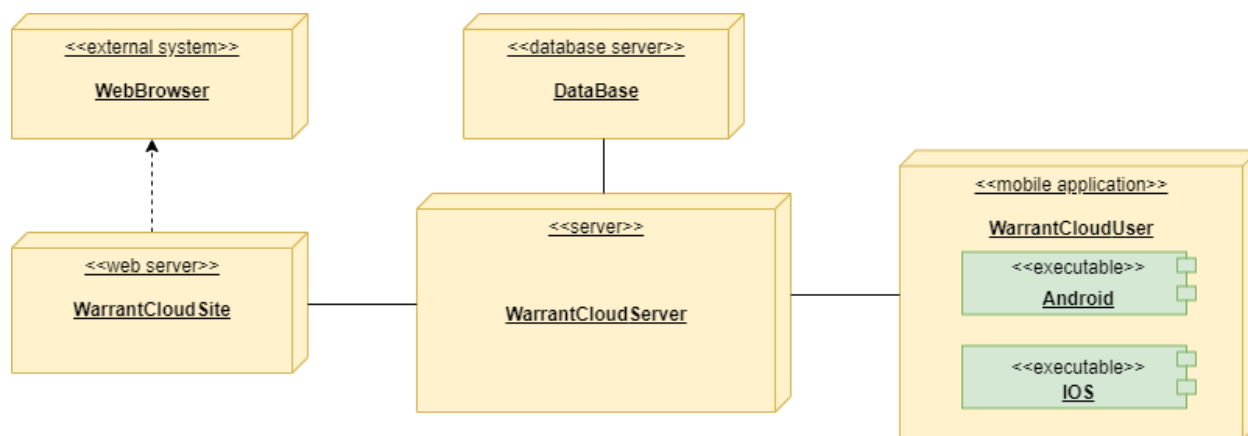 <<external system>>
WebBrowser
<<database server>>
DataBase
<<mobile application>>
WarrantCloudUser
<<executable>>
Android
<<executable>>
IOS
<<server>>
WarrantCloudServer
<<web server>>
WarrantCloudSite